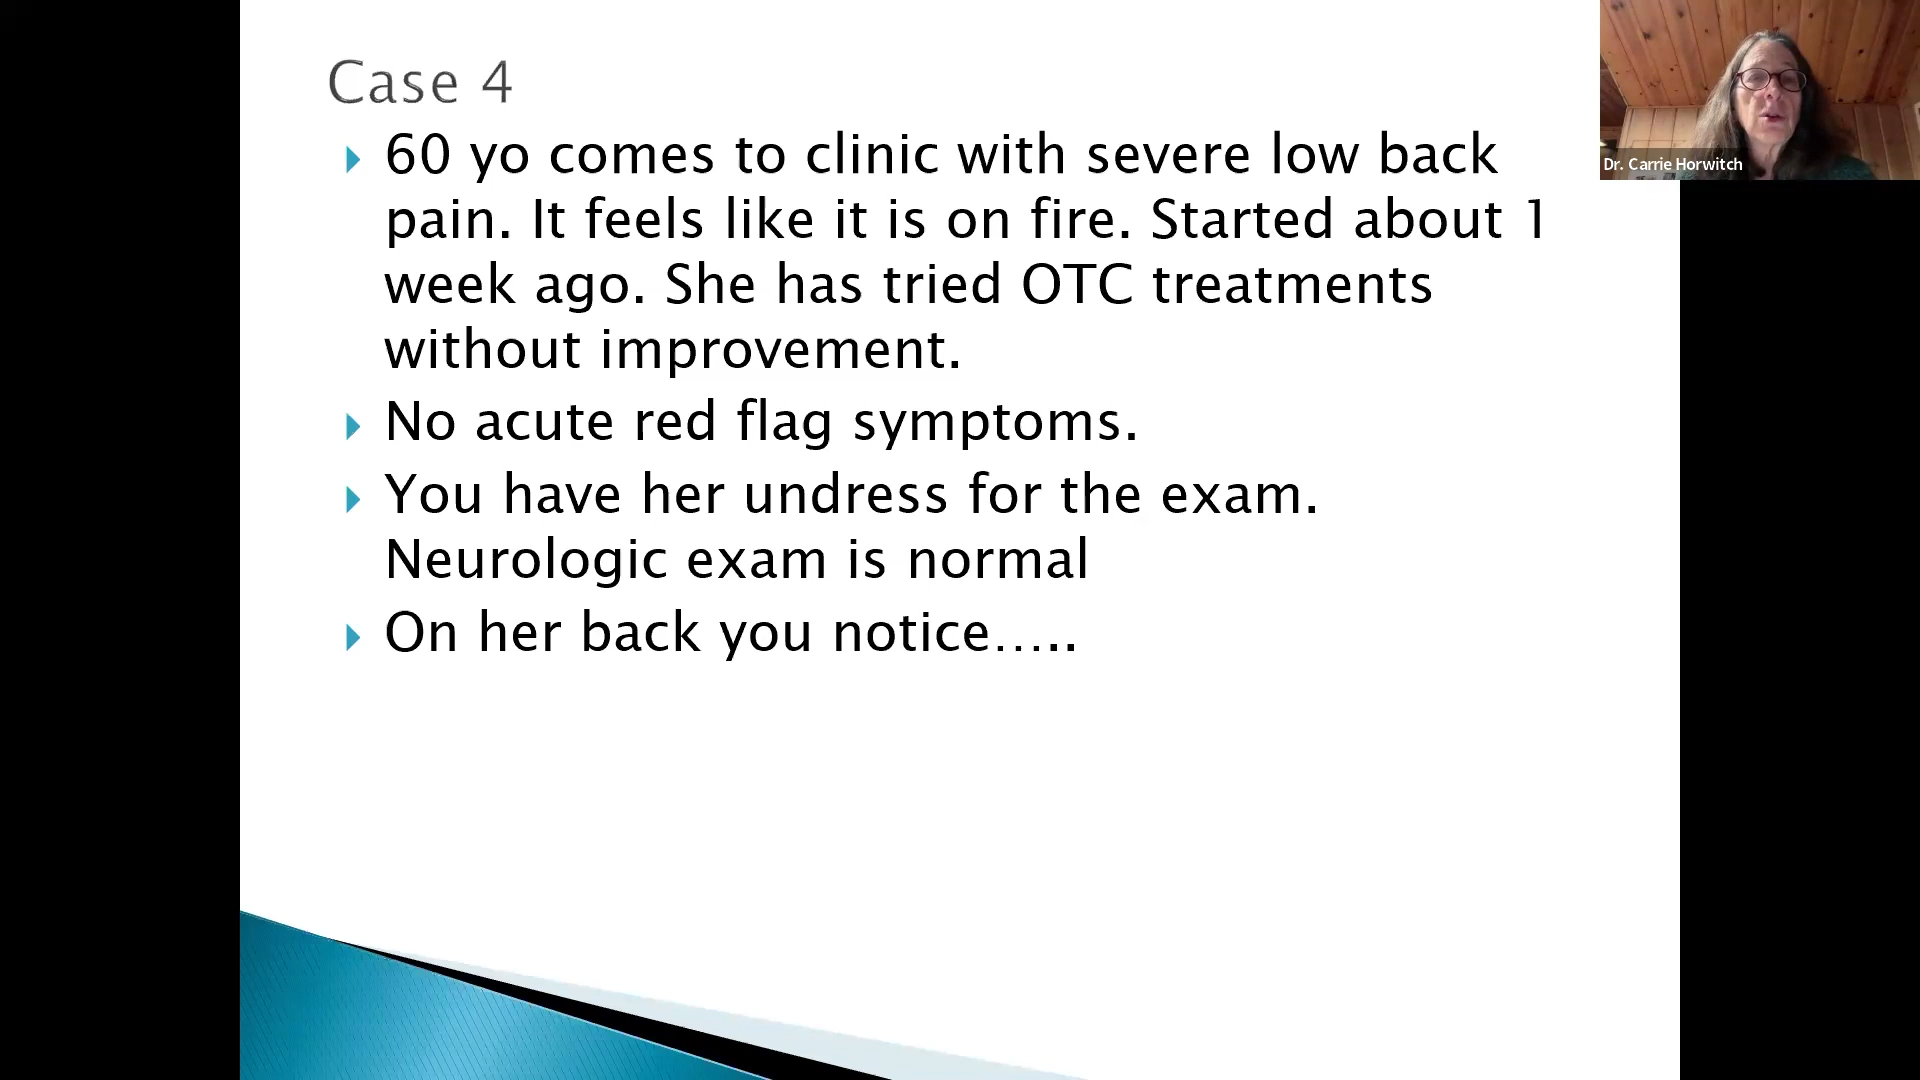 Case 4
60 yo comes to clinic with severe low back
pain. It feels like it is on fire. Started about 1
week ago. She has tried OTC treatments
without improvement.
No acute red flag symptoms.
You have her undress for the exam.
Neurologic exam is normal
On her back you notice.....
Dr. Carrie Horwitch